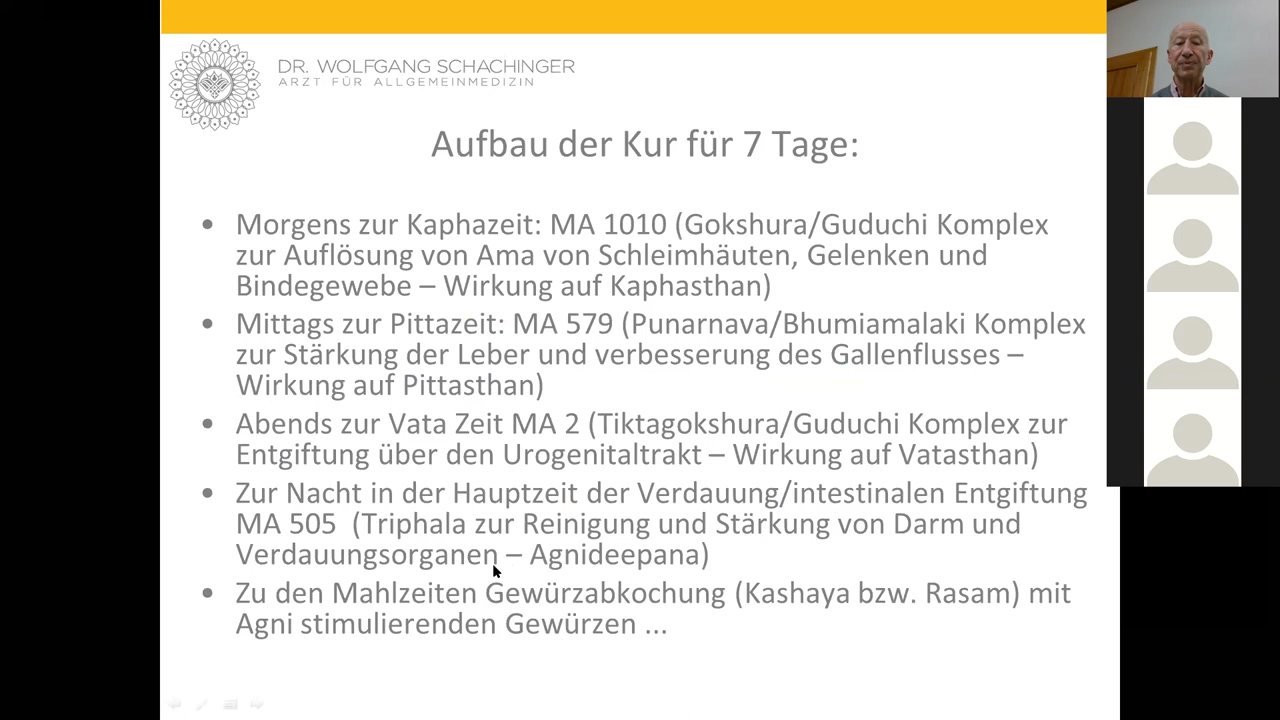 DR. WOLFGANG SCHACHINGER
ARZT FÜR ALLGEMEINMEDIZIN
Aufbau der Kur für 7 Tage:
• Morgens zur Kaphazeit: MA 1010 (Gokshura/Guduchi Komplex
zur Auflösung von Ama von Schleimhäuten, Gelenken und
Bindegewebe – Wirkung auf Kaphasthan)
• Mittags zur Pittazeit: MA 579 (Punarnava/Bhumiamalaki Komplex
zur Stärkung der Leber und verbesserung des Gallenflusses –
Wirkung auf Pittasthan)
• Abends zur Vata Zeit MA 2 (Tiktagokshura/Guduchi Komplex zur
Entgiftung über den Urogenitaltrakt – Wirkung auf Vatasthan)
• Zur Nacht in der Hauptzeit der Verdauung/intestinalen Entgiftung
MA 505 (Triphala zur Reinigung und Stärkung von Darm und
Verdauungsorganen – Agnideepana)
• Zu den Mahlzeiten Gewürzabkochung (Kashaya bzw. Rasam) mit
Agni stimulierenden Gewürzen ...